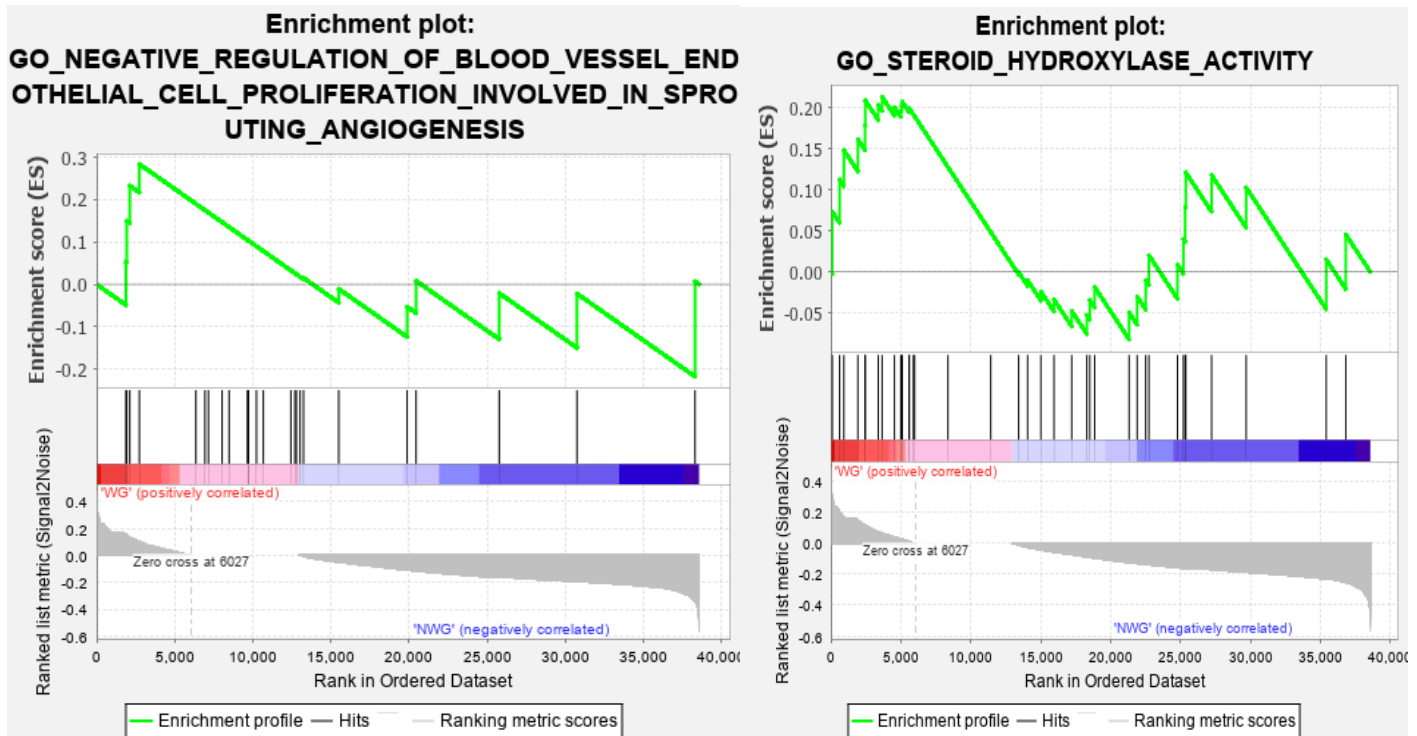 Enrichment plot:
GO_NEGATIVE_REGULATION_OF_BLOOD_VESSEL_END
OTHELIAL_CELL_PROLIFERATION_INVOLVED_IN_SPRO
UTING_ANGIOGENESIS
Enrichment score (ES)
0.3
0.2
0.1
0.0
-0.1
-0.2
"WG" (positively correlated)
Ranked list metric (Signal2Noise)
0.4
0.2
0.0
-0.2
-0.4
-0.6
Zero cross at 6027
"NWG" (negatively correlated)
0 5,000 10,000 15,000 20,000 25,000 30,000 35,000 40,000
Rank in Ordered Dataset
Enrichment profile Hits Ranking metric scores
Enrichment plot:
GO_STEROID_HYDROXYLASE_ACTIVITY
Enrichment score (ES)
0.20
0.15
0.10
0.05
0.00
-0.05
"WG" (positively correlated)
Ranked list metric (Signal2Noise)
0.4
0.2
0.0
-0.2
-0.4
-0.6
Zero cross at 6027
"NWG" (negatively correlated)
0 5,000 10,000 15,000 20,000 25,000 30,000 35,000 40,000
Rank in Ordered Dataset
Enrichment profile Hits Ranking metric scores